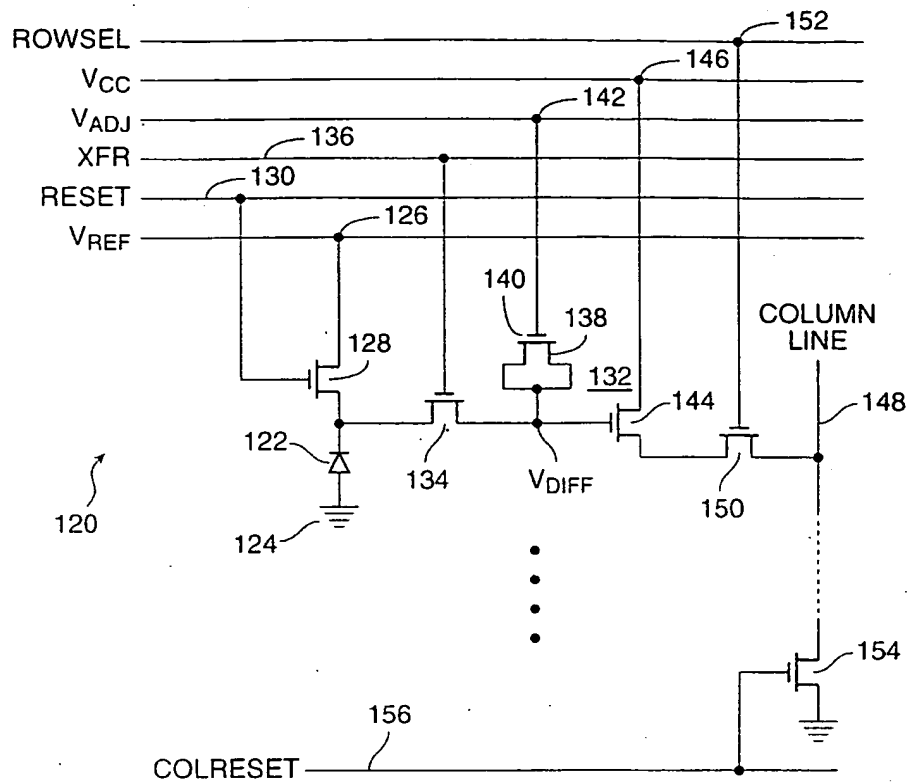 152
ROWSEL
146
VCC
142
VADJ
136
XFR
130
RESET
126
VREF
140
138
COLUMN
LINE
128
132
144
148
122
134
VDIFF
150
120
124
154
156
COLRESET